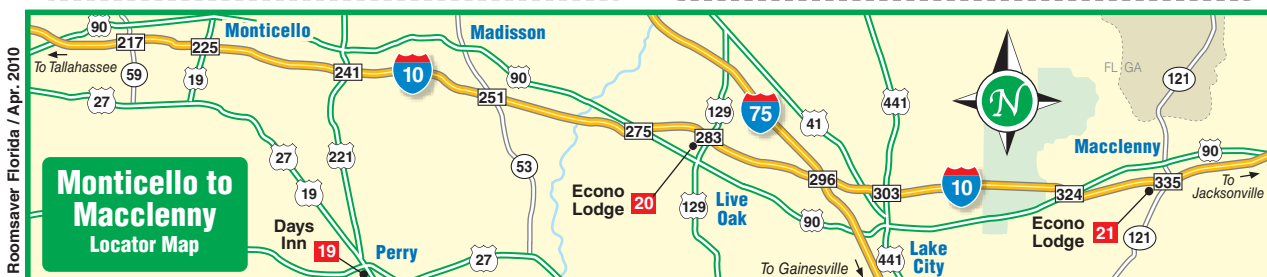 Roomsaver Florida / Apr. 2010
Monticello to
Macclenny
Locator Map
90
217
225
Monticello
To Tallahassee
59
19
27
241
10
Madisson
90
251
27
19
221
53
Days
Inn
19
Perry
27
275
129
283
75
41
441
Econo
Lodge
20
129
Live
Oak
296
90
303
10
To Gainesville
441
Lake
City
N
FL
GA
121
Macclenny
90
324
335
To
Jacksonville
Econo
Lodge
21
121